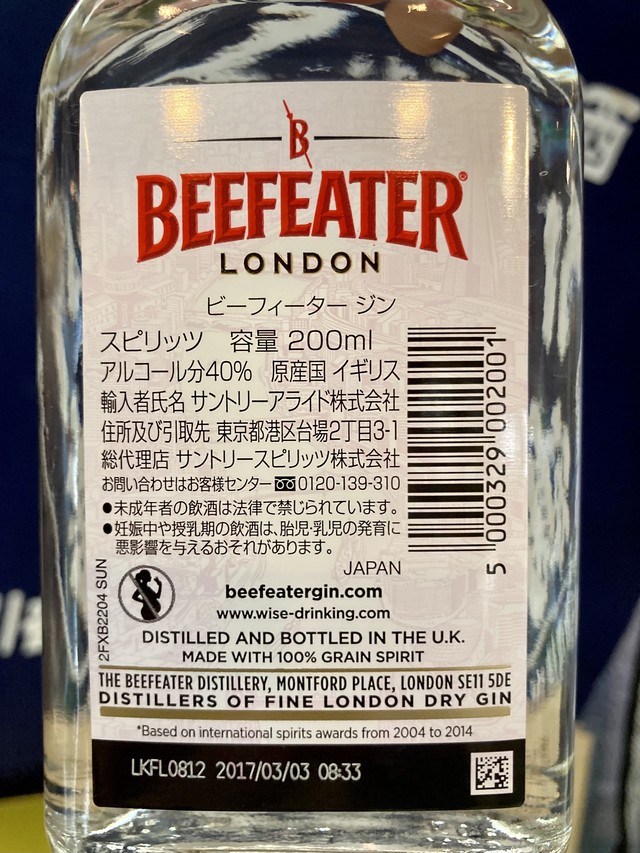 B
BEEFEATER®
LONDON
ビーフィーター ジン
スピリッツ 容量 200ml
アルコール分40% 原産国 イギリス
輸入者氏名 サントリーアライド株式会社
住所及び引取先 東京都港区台場2丁目3-1
総代理店 サントリースピリッツ株式会社
お問い合わせはお客様センター 0120-139-310
●未成年者の飲酒は法律で禁じられています。
●妊娠中や授乳期の飲酒は、胎児・乳児の発育に
悪影響を与えるおそれがあります。
JAPAN
5 000329 002001
2FXB2204 SUN
beefeatergin.com
www.wise-drinking.com
DISTILLED AND BOTTLED IN THE U.K.
MADE WITH 100% GRAIN SPIRIT
THE BEEFEATER DISTILLERY, MONTFORD PLACE, LONDON SE11 5DE
DISTILLERS OF FINE LONDON DRY GIN
*Based on international spirits awards from 2004 to 2014
LKFL0812 2017/03/03 08:33